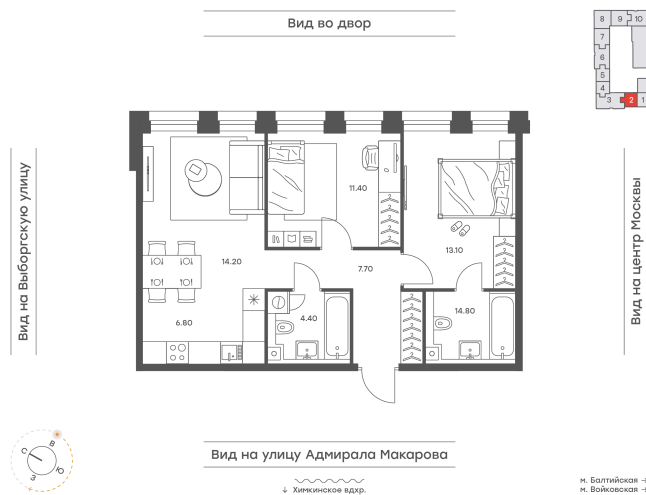 Вид во двор
8 9 10
7
6
5
4
3 2 1
Вид на Выборгскую улицу
Вид на центр Москвы
11.40
13.10
14.20
7.70
4.40
14.80
6.80
В
С
Ю
З
Вид на улицу Адмирала Макарова
↓ Химкинское вдхр.
м. Балтийская
м. Войковская